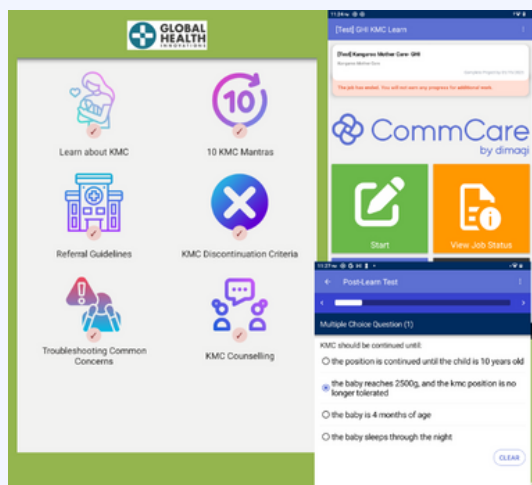 GLOBAL
HEALTH
INNOVATIONS
10
Learn about KMC
10 KMC Mantras
Referral Guidelines
KMC Discontinuation Criteria
Troubleshooting Common
Concerns
KMC Counselling
[Test] GHI KMC Learn
[Test] Kangaroo Mother Care- GHI
Kangaroo Mother Care
The job has ended. You will not earn any progress for additional work.
CommCare
by dimagi
Start
View Job Status
Post-Learn Test
Multiple Choice Question (1)
KMC should be continued until:
the position is continued until the child is 10 years old
the baby reaches 2500g, and the kmc position is no
longer tolerated
the baby is 4 months of age
the baby sleeps through the night
CLEAR